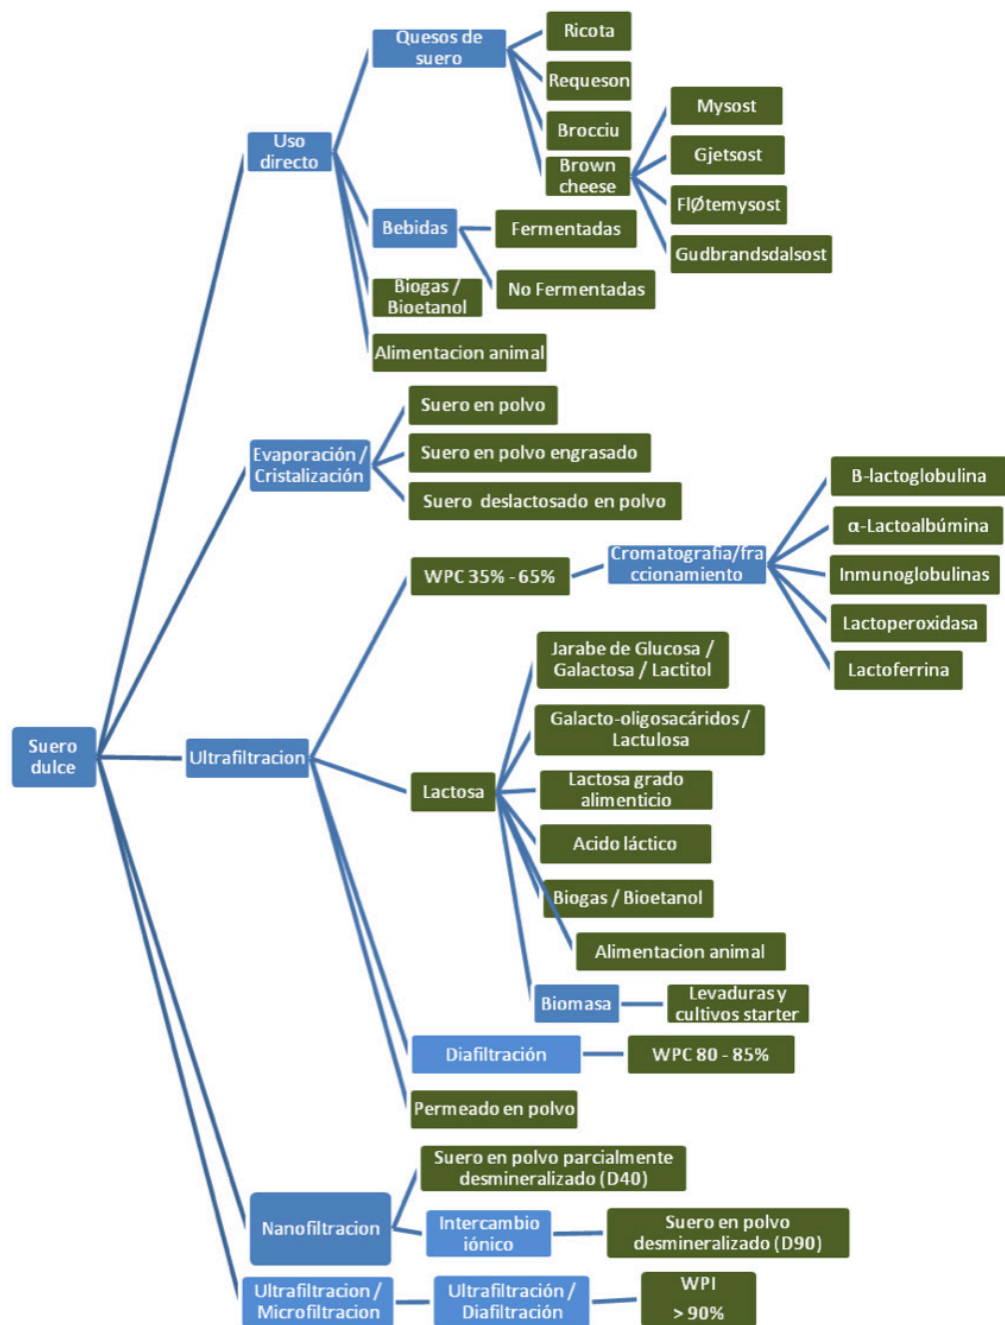 Quesos de
suero
Ricota
Requeson
Brocciu
Brown
cheese
Mysost
Gjetsost
FlØtemysost
Gudbrandsdalsost
Uso
directo
Bebidas
Fermentadas
No Fermentadas
Biogas /
Bioetanol
Alimentacion animal
Evaporación /
Cristalización
Suero en polvo
Suero en polvo engrasado
Suero deslactosado en polvo
WPC 35% - 65%
Cromatografia/fra
ccionamiento
B-lactoglobulina
α-Lactoalbúmina
Inmunoglobulinas
Lactoperoxidasa
Lactoferrina
Suero
dulce
Ultrafiltracion
Lactosa
Jarabe de Glucosa /
Galactosa / Lactitol
Galacto-oligosacáridos /
Lactulosa
Lactosa grado
alimenticio
Acido láctico
Biogas / Bioetanol
Alimentacion animal
Biomasa
Levaduras y
cultivos starter
Diafiltración
WPC 80 - 85%
Permeado en polvo
Nanofiltracion
Suero en polvo parcialmente
desmineralizado (D40)
Intercambio
iónico
Suero en polvo
desmineralizado (D90)
Ultrafiltracion /
Microfiltracion
Ultrafiltración /
Diafiltración
WPI
> 90%